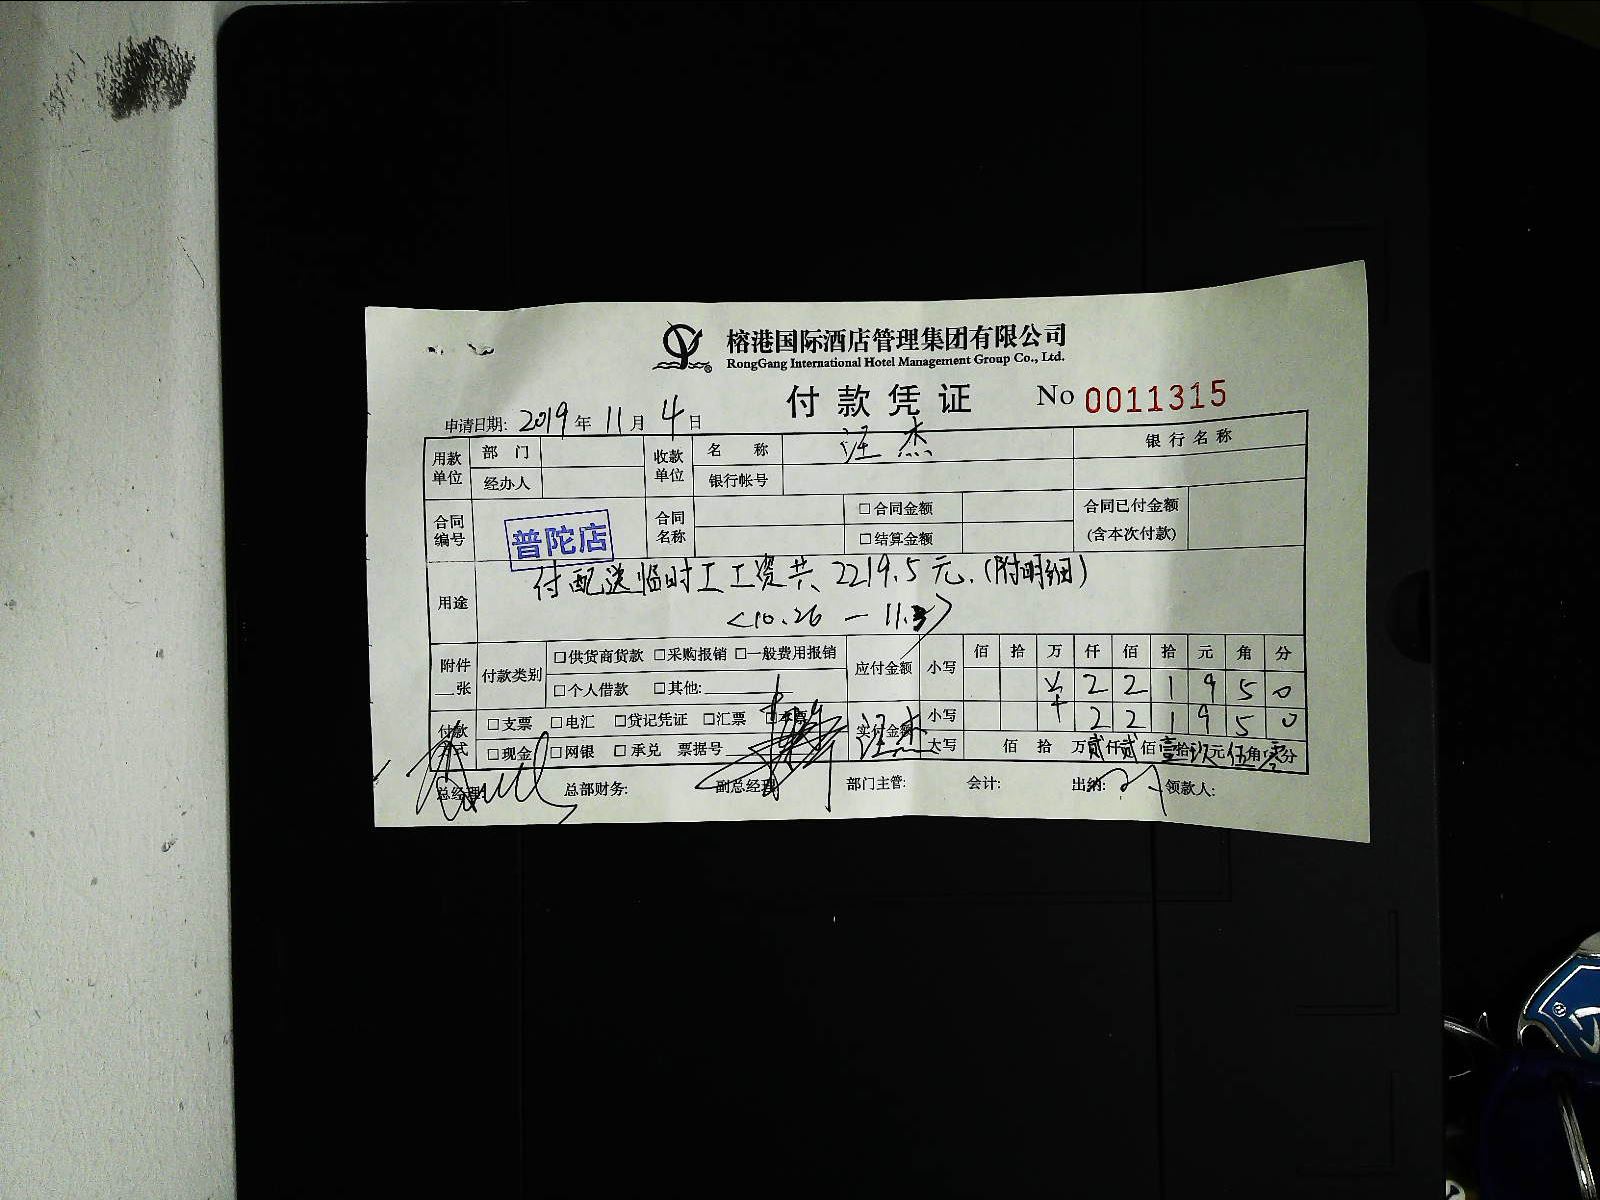 榕港国际酒店管理集团有限公司
RongGang International Hotel Management Group Co., Ltd.
付款凭证 No 0011315
申请日期: 2019 年 11 月 4 日
用款单位 部门 收款单位 名称 汪杰 银行名称
经办人 银行帐号
合同编号 普陀店 合同名称 □合同金额 合同已付金额
□结算金额 (含本次付款)
用途 付配送临时工工资共2219.5元.(附明细)
<10.26 — 11.3>
附件 __张 付款类别 □供货商货款 □采购报销 □一般费用报销 应付金额 小写 佰 拾 万 仟 佰 拾 元 角 分
□个人借款 □其他: ¥ 2 2 1 9 5 0
付款方式 □支票 □电汇 □贷记凭证 □汇票 □本票 实付金额 汪杰 小写 ¥ 2 2 1 9 5 0
□现金 □网银 □承兑 票据号 大写 佰 拾 万 贰仟 贰佰 壹拾 玖元 伍角 零分
总经理: 总部财务: 副总经理: 部门主管: 会计: 出纳: 领款人: